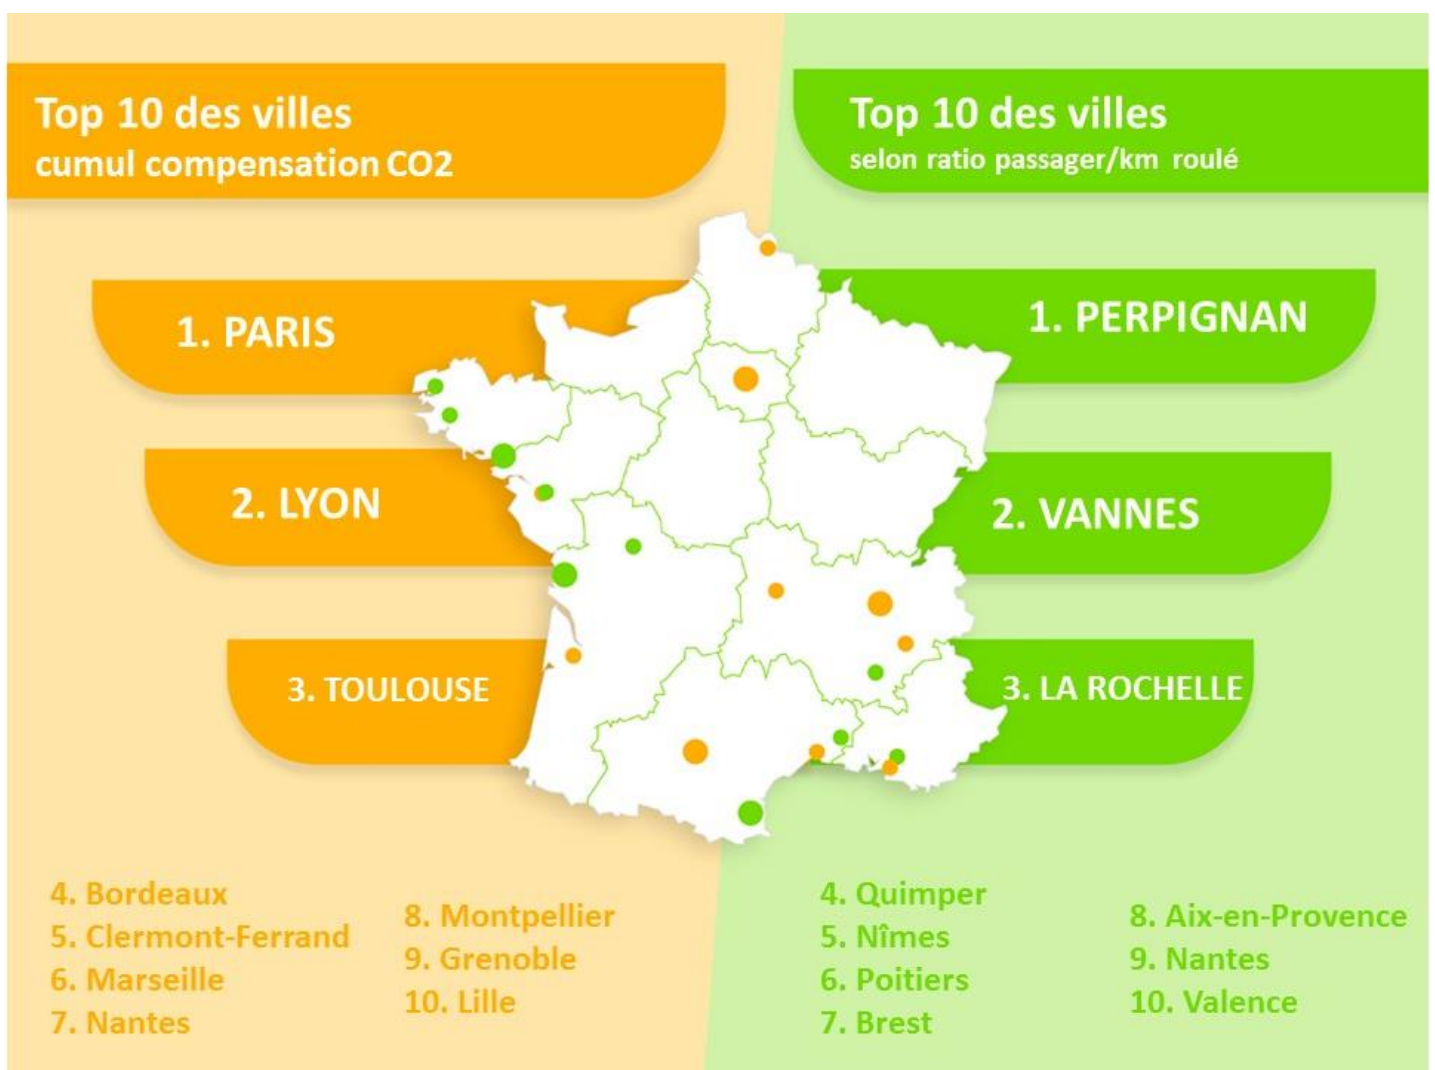 Top 10 des villes
cumul compensation CO2
1. PARIS
2. LYON
3. TOULOUSE
4. Bordeaux
5. Clermont-Ferrand
6. Marseille
7. Nantes
8. Montpellier
9. Grenoble
10. Lille
Top 10 des villes
selon ratio passager/km roulé
1. PERPIGNAN
2. VANNES
3. LA ROCHELLE
4. Quimper
5. Nîmes
6. Poitiers
7. Brest
8. Aix-en-Provence
9. Nantes
10. Valence